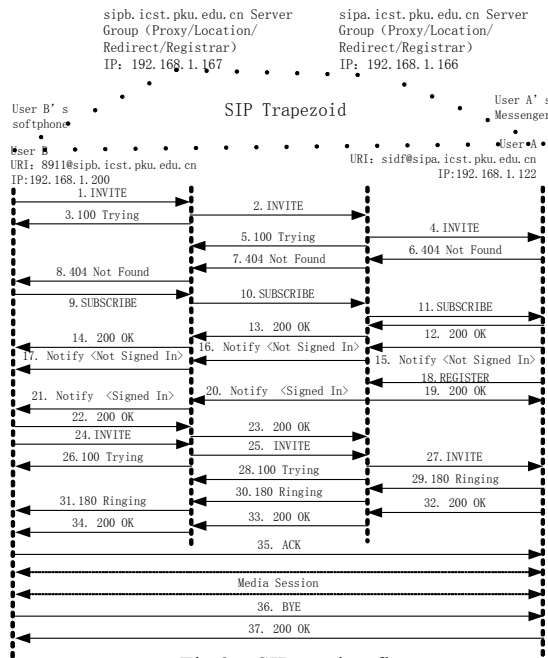 sipb.icst.pku.edu.cn Server
Group (Proxy/Location/
Redirect/Registrar)
IP: 192.168.1.167
sipa.icst.pku.edu.cn Server
Group (Proxy/Location/
Redirect/Registrar)
IP: 192.168.1.166
User B's
softphone
SIP Trapezoid
User A's
Messenger
User B
URI: 8911@sipb.icst.pku.edu.cn
IP:192.168.1.200
User A
URI: sidf@sipa.icst.pku.edu.cn
IP:192.168.1.122
1. INVITE
2. INVITE
3.100 Trying
4. INVITE
5.100 Trying
6.404 Not Found
7.404 Not Found
8.404 Not Found
9.SUBSCRIBE
10.SUBSCRIBE
11.SUBSCRIBE
12. 200 OK
13. 200 OK
14. 200 OK
15. Notify <Not Signed In>
16. Notify <Not Signed In>
17. Notify <Not Signed In>
18.REGISTER
19. 200 OK
20. Notify <Signed In>
21. Notify <Signed In>
22. 200 OK
23. 200 OK
24.INVITE
25. INVITE
26.100 Trying
27.INVITE
28.100 Trying
29.180 Ringing
30.180 Ringing
31.180 Ringing
32. 200 OK
33. 200 OK
34. 200 OK
35. ACK
Media Session
36. BYE
37. 200 OK